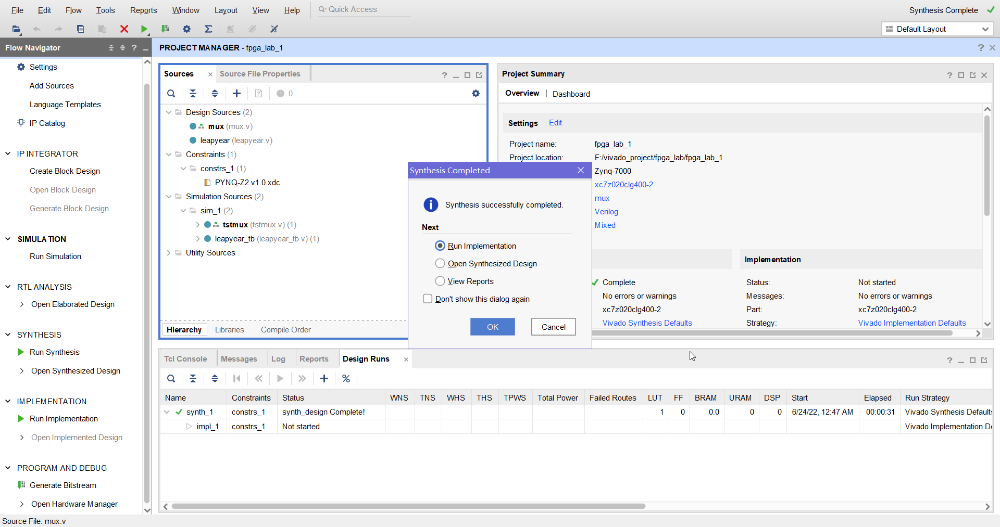 File Edit Flow Tools Reports Window Layout View Help Quick Access Synthesis Complete
Default Layout
Flow Navigator
PROJECT MANAGER - fpga_lab_1
Settings
Add Sources
Language Templates
IP Catalog
IP INTEGRATOR
Create Block Design
Open Block Design
Generate Block Design
SIMULATION
Run Simulation
RTL ANALYSIS
Open Elaborated Design
SYNTHESIS
Run Synthesis
Open Synthesized Design
IMPLEMENTATION
Run Implementation
Open Implemented Design
PROGRAM AND DEBUG
Generate Bitstream
Open Hardware Manager
Sources Source File Properties
0
Design Sources (2)
mux (mux.v)
leapyear (leapyear.v)
Constraints (1)
constrs_1 (1)
PYNQ-Z2 v1.0.xdc
Simulation Sources (2)
sim_1 (2)
tstmux (tstmux.v) (1)
leapyear_tb (leapyear_tb.v) (1)
Utility Sources
Hierarchy Libraries Compile Order
Project Summary
Overview | Dashboard
Settings Edit
Project name: fpga_lab_1
Project location: F:/vivado_project/fpga_lab/fpga_lab_1
Zynq-7000
xc7z020clg400-2
mux
Verilog
Mixed
Implementation
Complete Status: Not started
No errors or warnings Messages: No errors or warnings
xc7z020clg400-2 Part: xc7z020clg400-2
Vivado Synthesis Defaults Strategy: Vivado Implementation Defaults
Synthesis Completed
Synthesis successfully completed.
Next
Run Implementation
Open Synthesized Design
View Reports
Don't show this dialog again
OK Cancel
Tcl Console Messages Log Reports Design Runs
Name Constraints Status WNS TNS WHS THS TPWS Total Power Failed Routes LUT FF BRAM URAM DSP Start Elapsed Run Strategy
synth_1 constrs_1 synth_design Complete! 1 0 0.0 0 0 6/24/22, 12:47 AM 00:00:31 Vivado Synthesis Defaults
impl_1 constrs_1 Not started Vivado Implementation D
Source File: mux.v